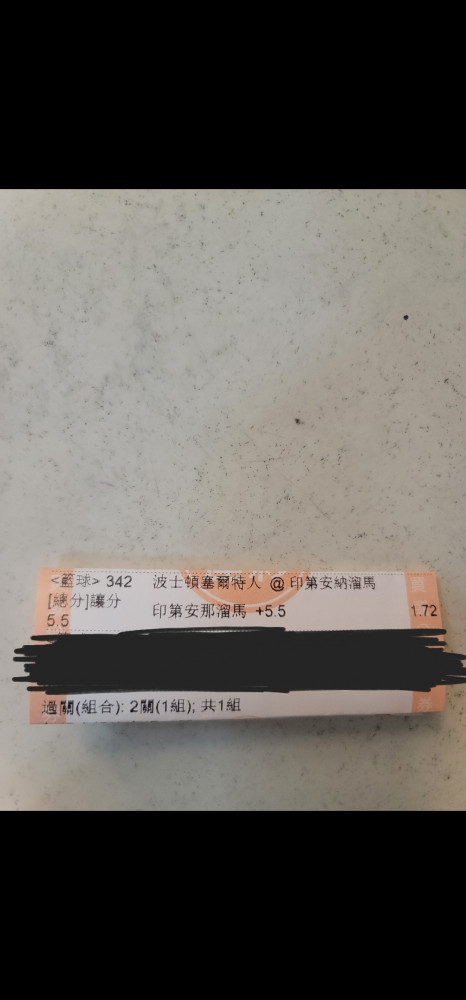 <籃球> 342 波士頓塞爾特人 @ 印第安納溜馬
[總分]讓分
印第安那溜馬 +5.5 1.72
5.5
過關(組合): 2關(1組); 共1組